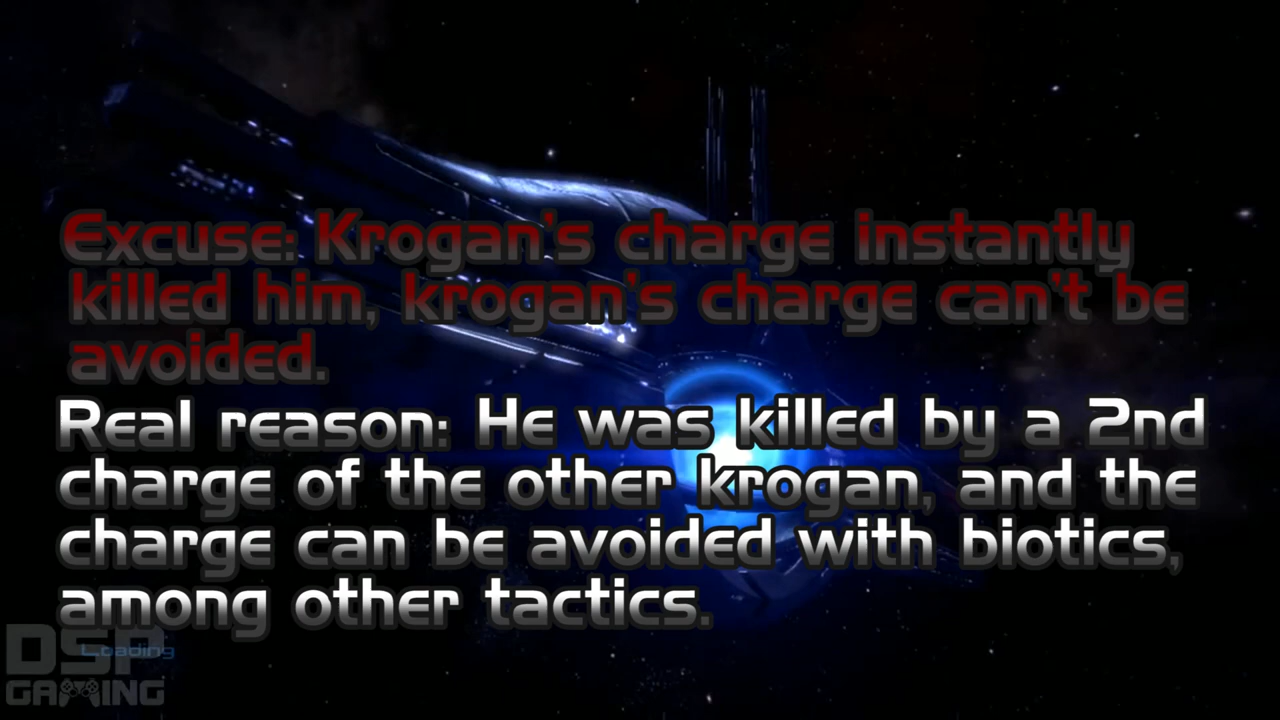 Excuse: Krogan's charge instantly
killed him, krogan's charge can't be
avoided.
Real reason: He was killed by a 2nd
charge of the other krogan, and the
charge can be avoided with biotics,
among other tactics.
DSP
Loading
GAMING